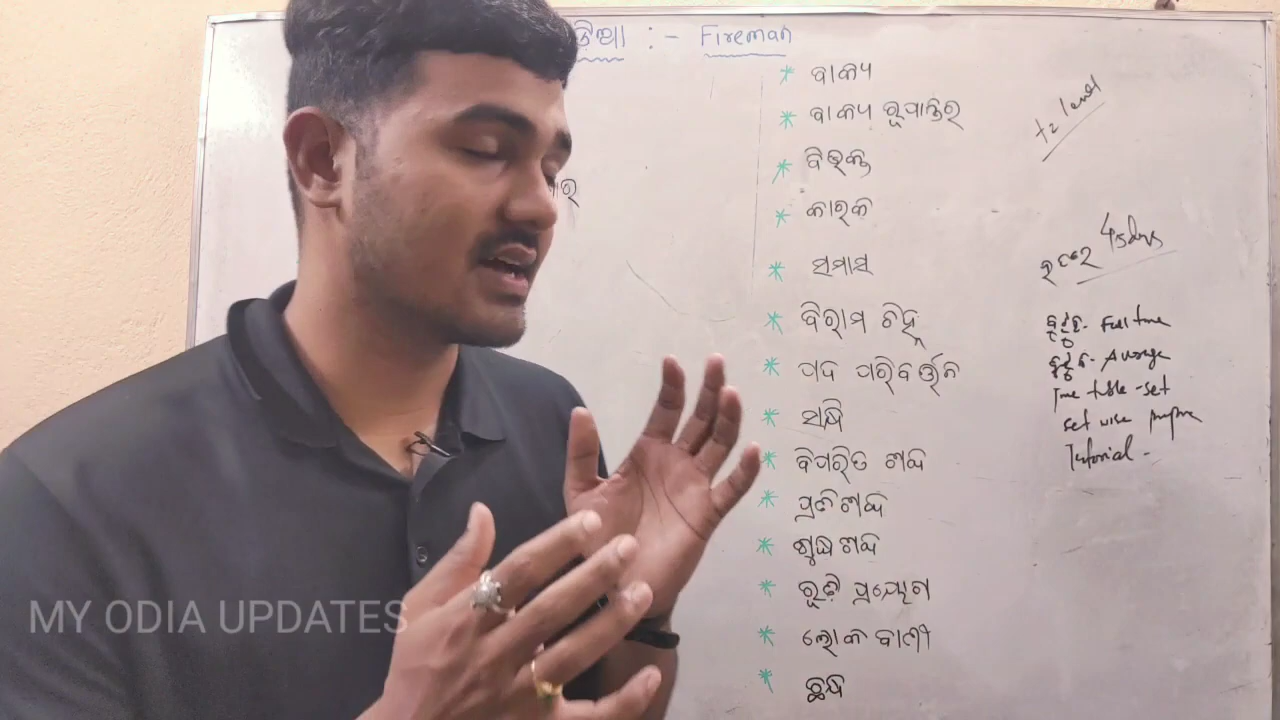 ଓଡ଼ିଆ :- Fireman
* ବାକ୍ୟ
* ବାକ୍ୟ ରୂପାନ୍ତର
* ବିଭକ୍ତି
* କାରକ
* ସମାସ
* ବିରାମ ଚିହ୍ନ
* ପଦ ପରିବର୍ତ୍ତନ
* ସନ୍ଧି
* ବିପରିତ ଶବ୍ଦ
* ପ୍ରତିଶବ୍ଦ
* ଶୁଦ୍ଧ ଶବ୍ଦ
* ରୂଢ଼ି ପ୍ରୟୋଗ
* ଲୋକ ବାଣୀ
* ଛନ୍ଦ
+2 level
45days
Full time
Average
Time table -set
set wise
Tutorial -
MY ODIA UPDATES